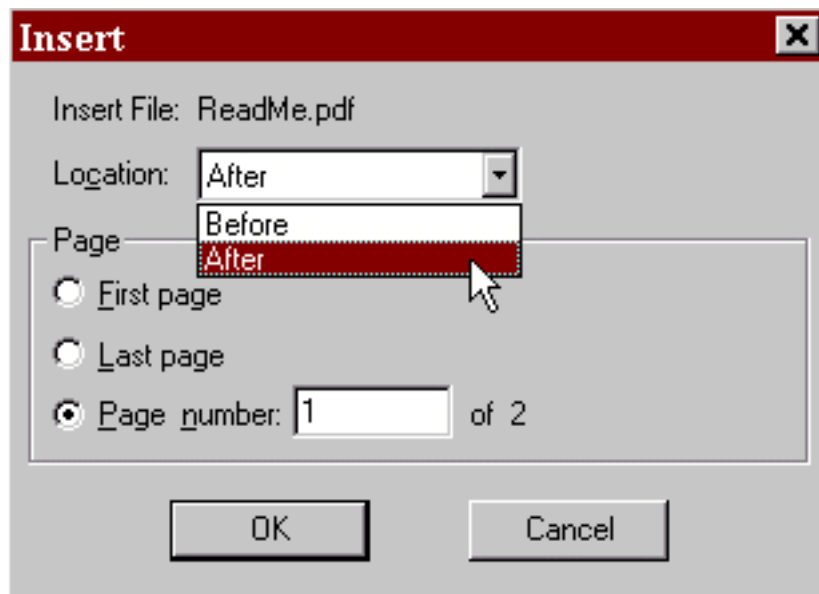 Insert
Insert File: ReadMe.pdf
Location: After
Before
After
Page
First page
Last page
Page number: 1 of 2
OK Cancel